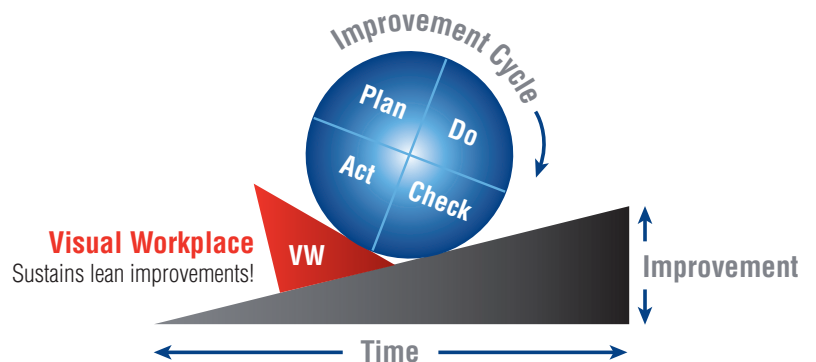 Improvement Cycle
Plan
Do
Act
Check
Visual Workplace
Sustains lean improvements!
VW
Improvement
Time